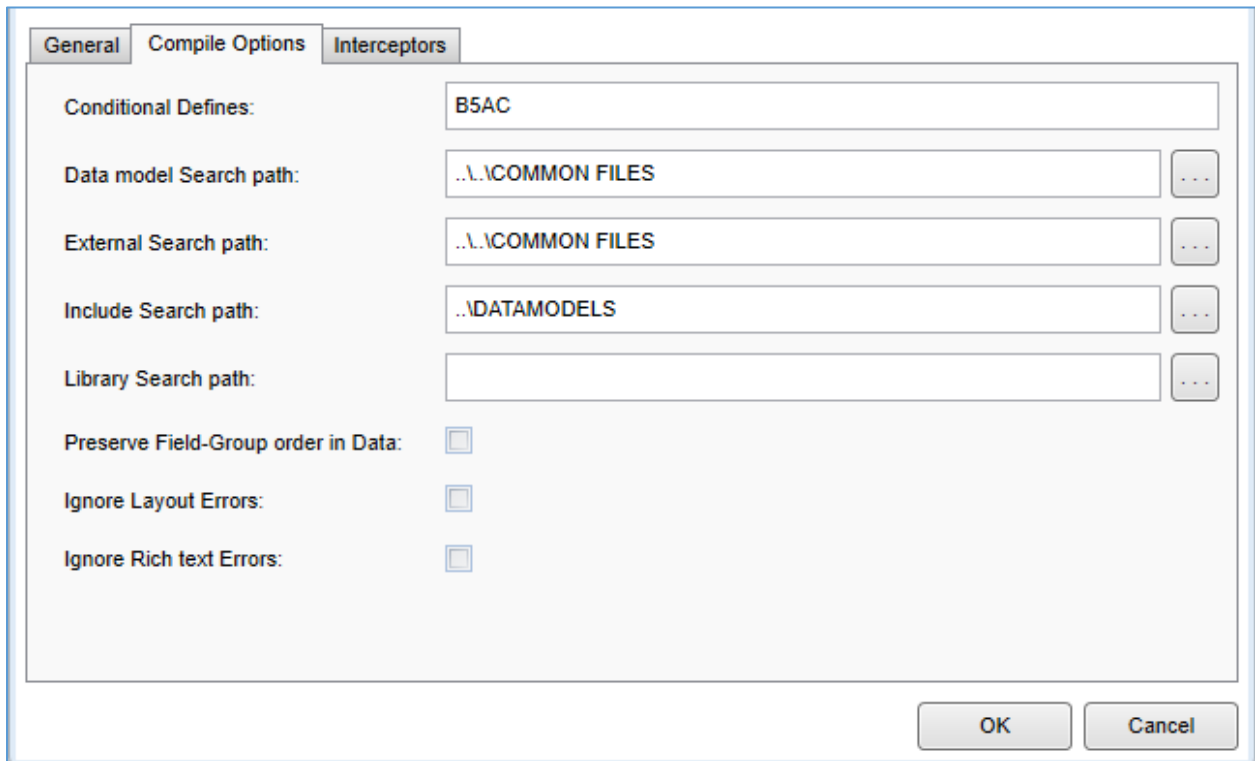 General Compile Options Interceptors
Conditional Defines: B5AC
Data model Search path: ..\..\COMMON FILES ...
External Search path: ..\..\COMMON FILES ...
Include Search path: ..\DATAMODELS ...
Library Search path: ...
Preserve Field-Group order in Data:
Ignore Layout Errors:
Ignore Rich text Errors:
OK Cancel